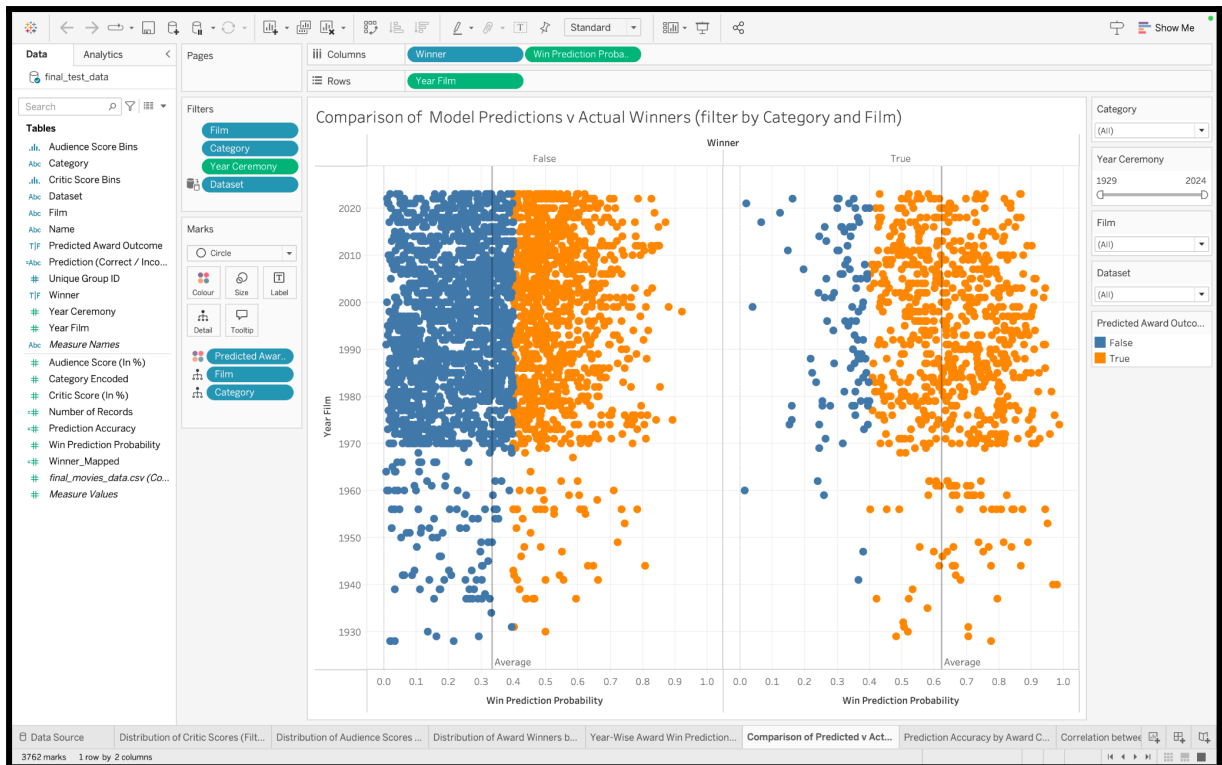 Standard
Show Me
Data
Analytics
final_test_data
Search
Tables
Audience Score Bins
Abc Category
Critic Score Bins
Abc Dataset
Abc Film
Abc Name
T|F Predicted Award Outcome
=Abc Prediction (Correct / Inco...
# Unique Group ID
T|F Winner
# Year Ceremony
# Year Film
Abc Measure Names
# Audience Score (In %)
# Category Encoded
# Critic Score (In %)
=# Number of Records
=# Prediction Accuracy
# Win Prediction Probability
=# Winner_Mapped
# final_movies_data.csv (Co...
# Measure Values
Pages
Filters
Film
Category
Year Ceremony
Dataset
Marks
Circle
Colour
Size
Label
Detail
Tooltip
Predicted Awar..
Film
Category
Columns
Winner
Win Prediction Proba..
Rows
Year Film
Comparison of Model Predictions v Actual Winners (filter by Category and Film)
Winner
False
True
Year Film
2020
2010
2000
1990
1980
1970
1960
1950
1940
1930
Average
Average
0.0 0.1 0.2 0.3 0.4 0.5 0.6 0.7 0.8 0.9 1.0
0.0 0.1 0.2 0.3 0.4 0.5 0.6 0.7 0.8 0.9 1.0
Win Prediction Probability
Win Prediction Probability
Category
(All)
Year Ceremony
1929 2024
Film
(All)
Dataset
(All)
Predicted Award Outco...
False
True
Data Source
Distribution of Critic Scores (Filt...
Distribution of Audience Scores ...
Distribution of Award Winners b...
Year-Wise Award Win Prediction...
Comparison of Predicted v Act...
Prediction Accuracy by Award C...
Correlation betwee
3762 marks 1 row by 2 columns